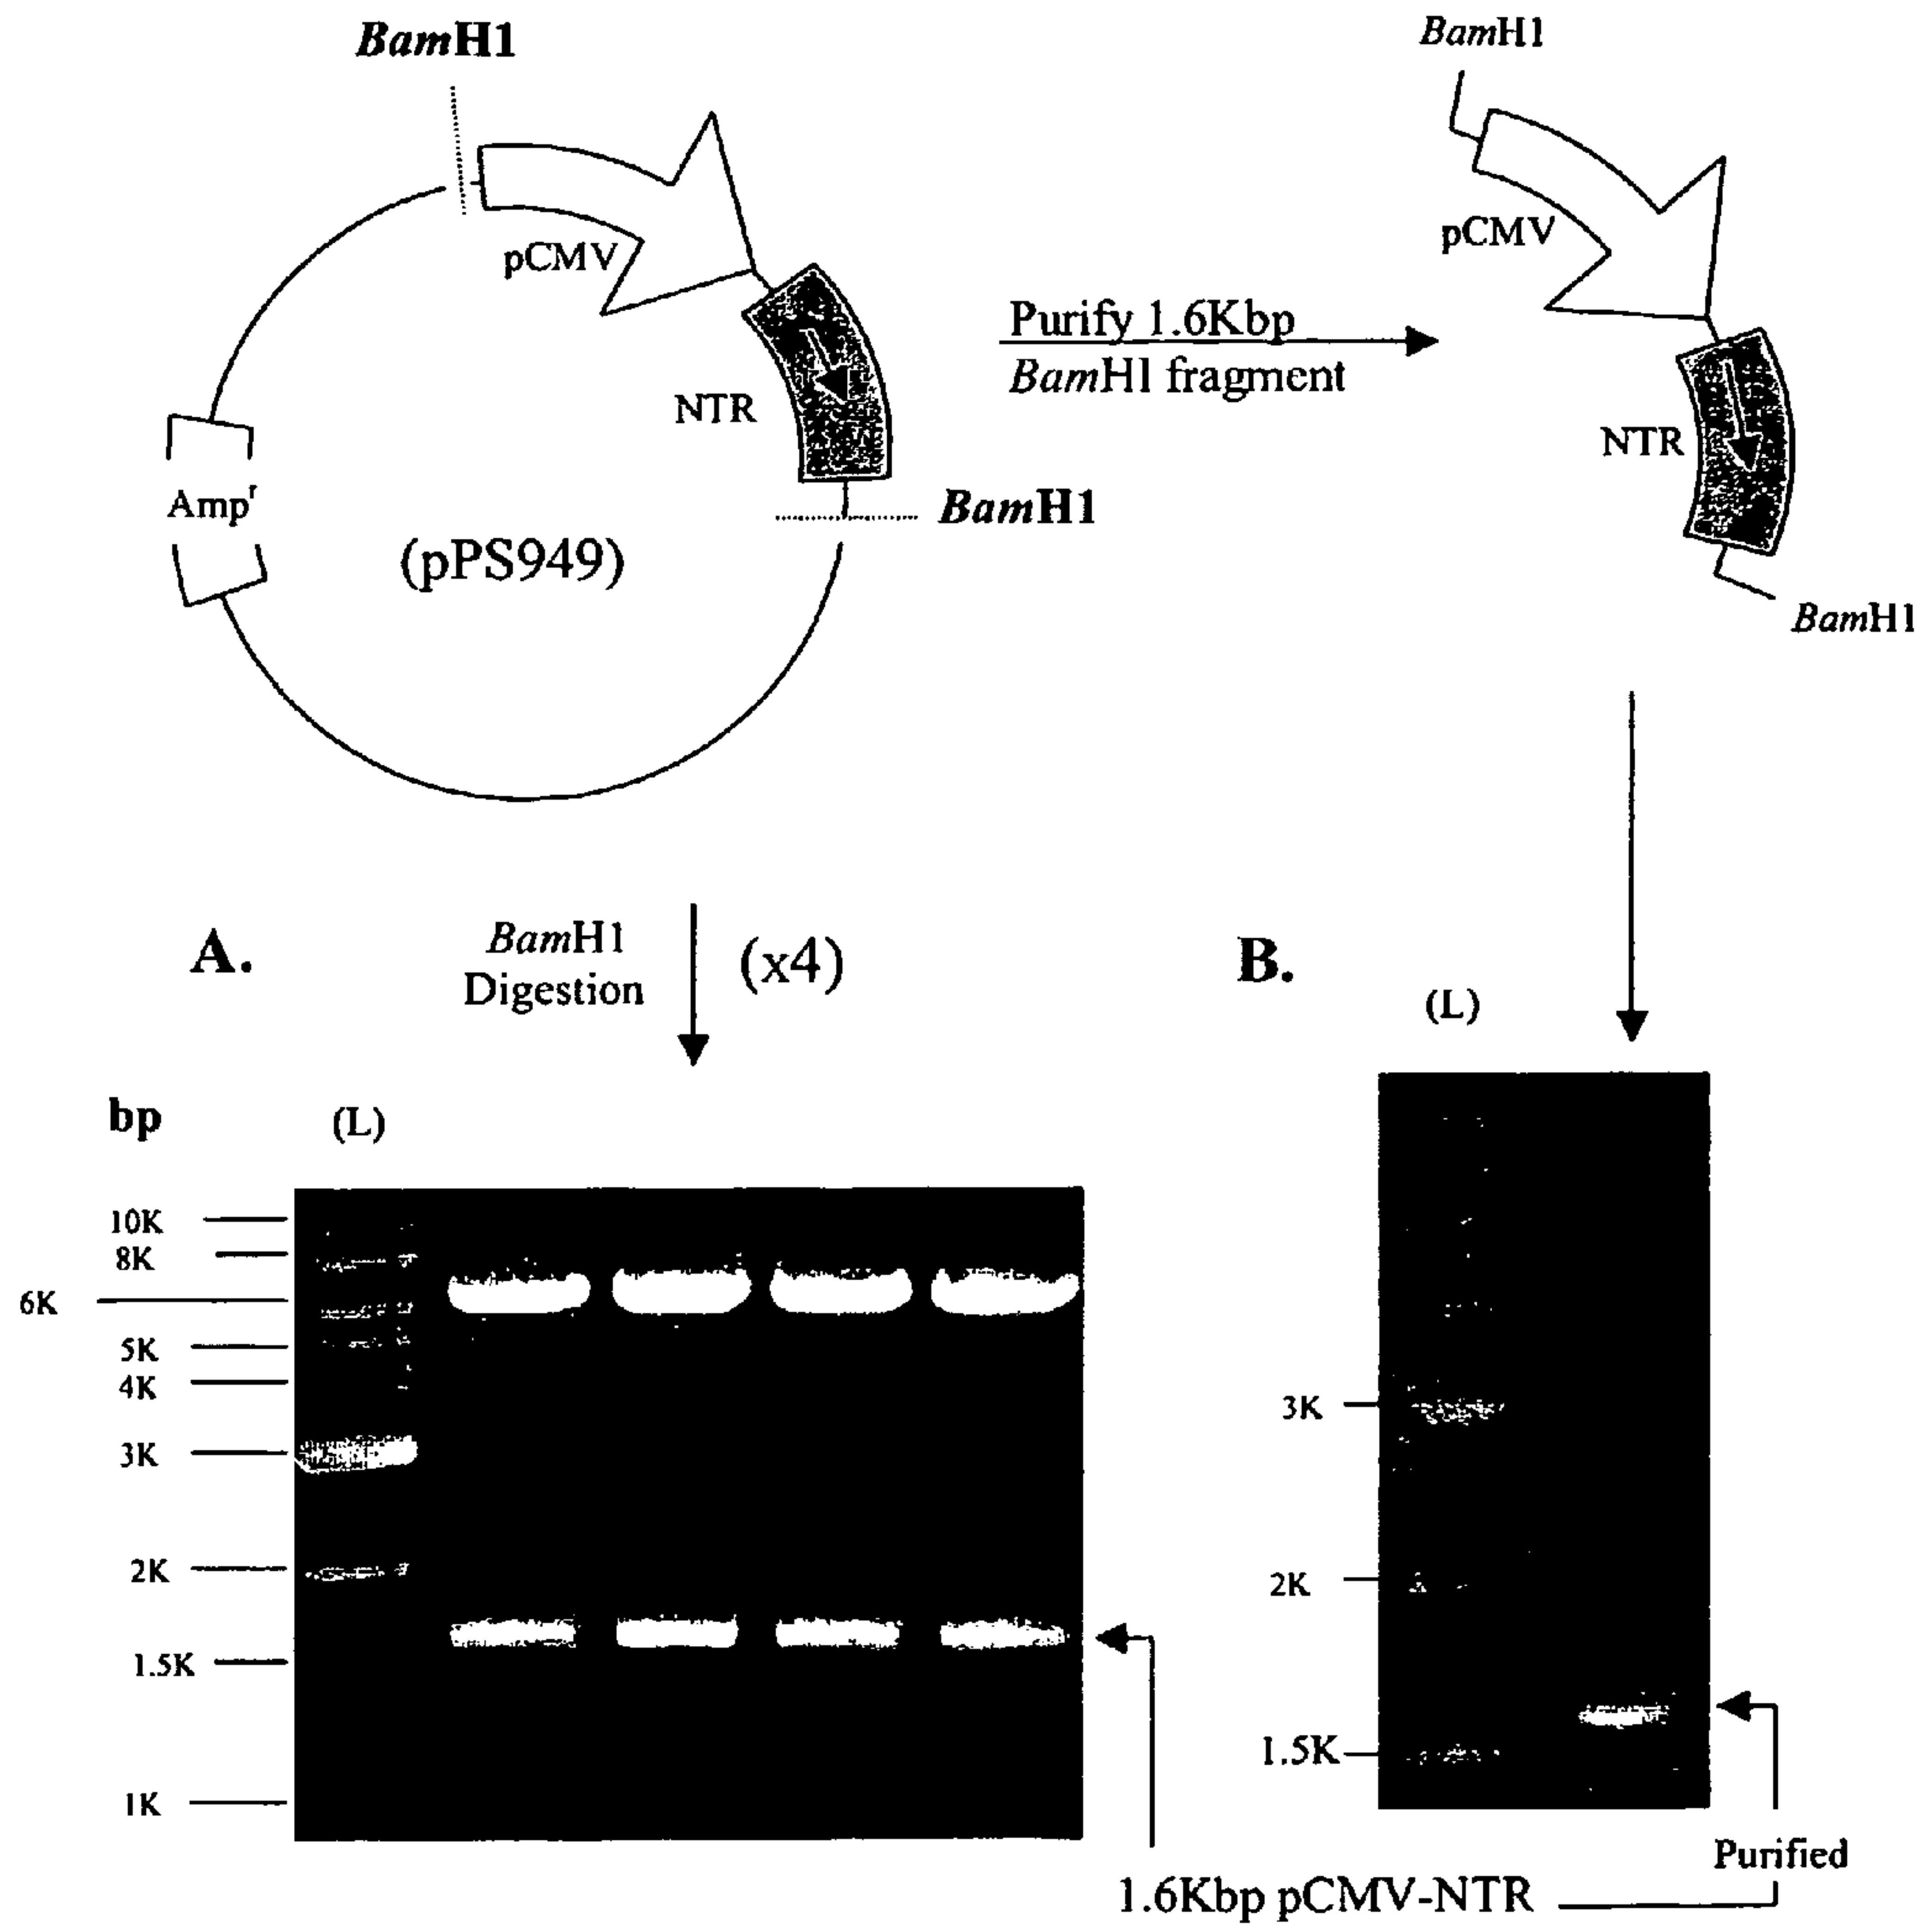 BamH1
BamH1
pCMV
pCMV
Purify 1.6Kbp
BamH1 fragment
NTR
NTR
Amp^r
BamH1
(pPS949)
BamH1
A.
BamH1
Digestion
(x4)
B.
(L)
bp
(L)
10K
8K
6K
5K
4K
3K
2K
1.5K
1K
3K
2K
1.5K
Purified
1.6Kbp pCMV-NTR